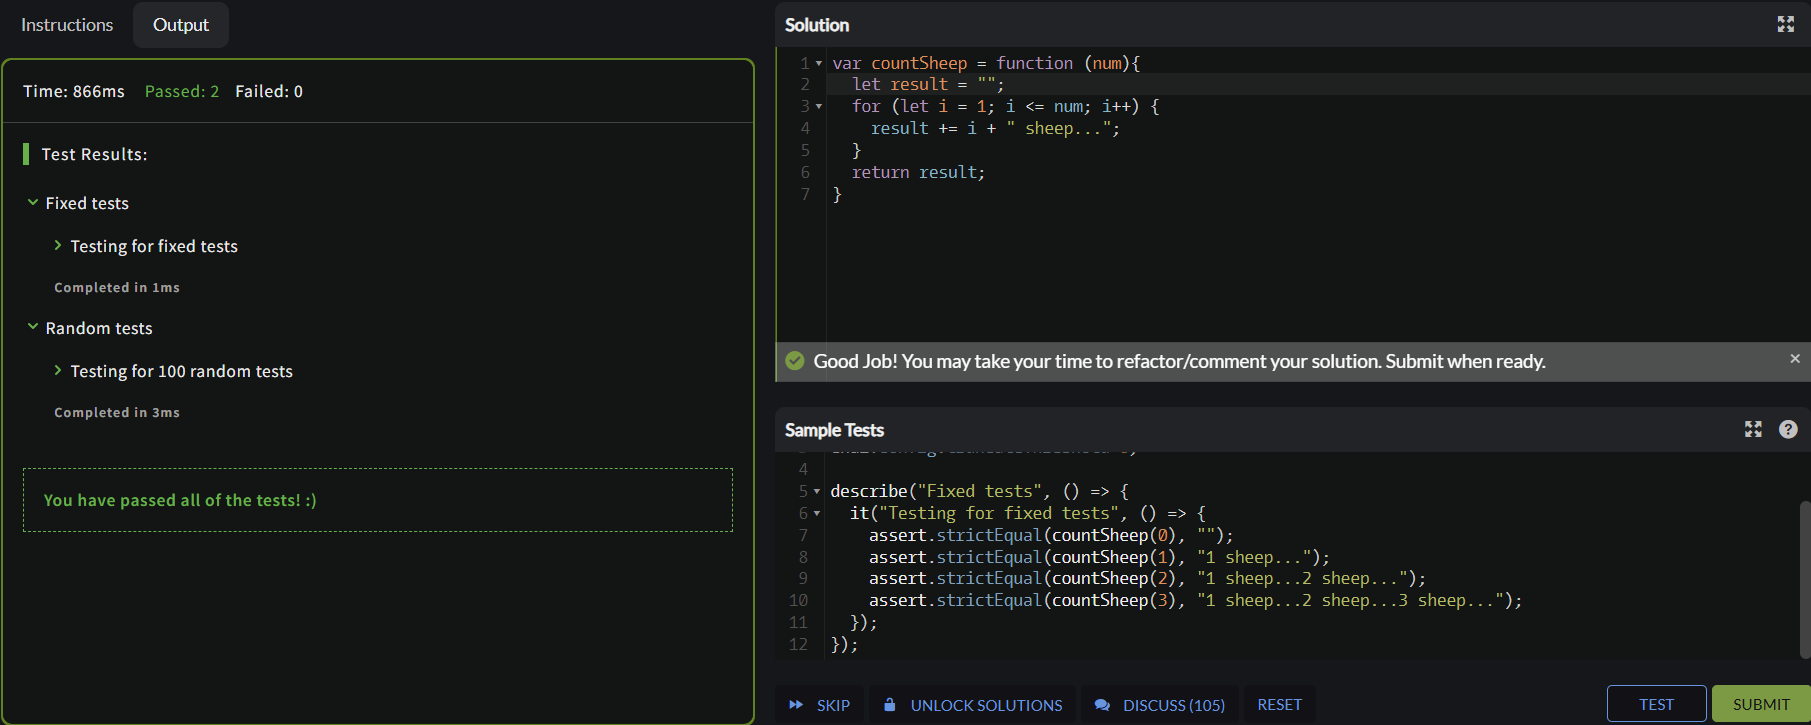 Instructions
Output
Time: 866ms Passed: 2 Failed: 0
Test Results:
Fixed tests
Testing for fixed tests
Completed in 1ms
Random tests
Testing for 100 random tests
Completed in 3ms
You have passed all of the tests! :)
Solution
1 var countSheep = function (num){
2   let result = "";
3   for (let i = 1; i <= num; i++) {
4     result += i + " sheep...";
5   }
6   return result;
7 }
Good Job! You may take your time to refactor/comment your solution. Submit when ready.
Sample Tests
4
5 describe("Fixed tests", () => {
6   it("Testing for fixed tests", () => {
7     assert.strictEqual(countSheep(0), "");
8     assert.strictEqual(countSheep(1), "1 sheep...");
9     assert.strictEqual(countSheep(2), "1 sheep...2 sheep...");
10     assert.strictEqual(countSheep(3), "1 sheep...2 sheep...3 sheep...");
11   });
12 });
SKIP
UNLOCK SOLUTIONS
DISCUSS (105)
RESET
TEST
SUBMIT